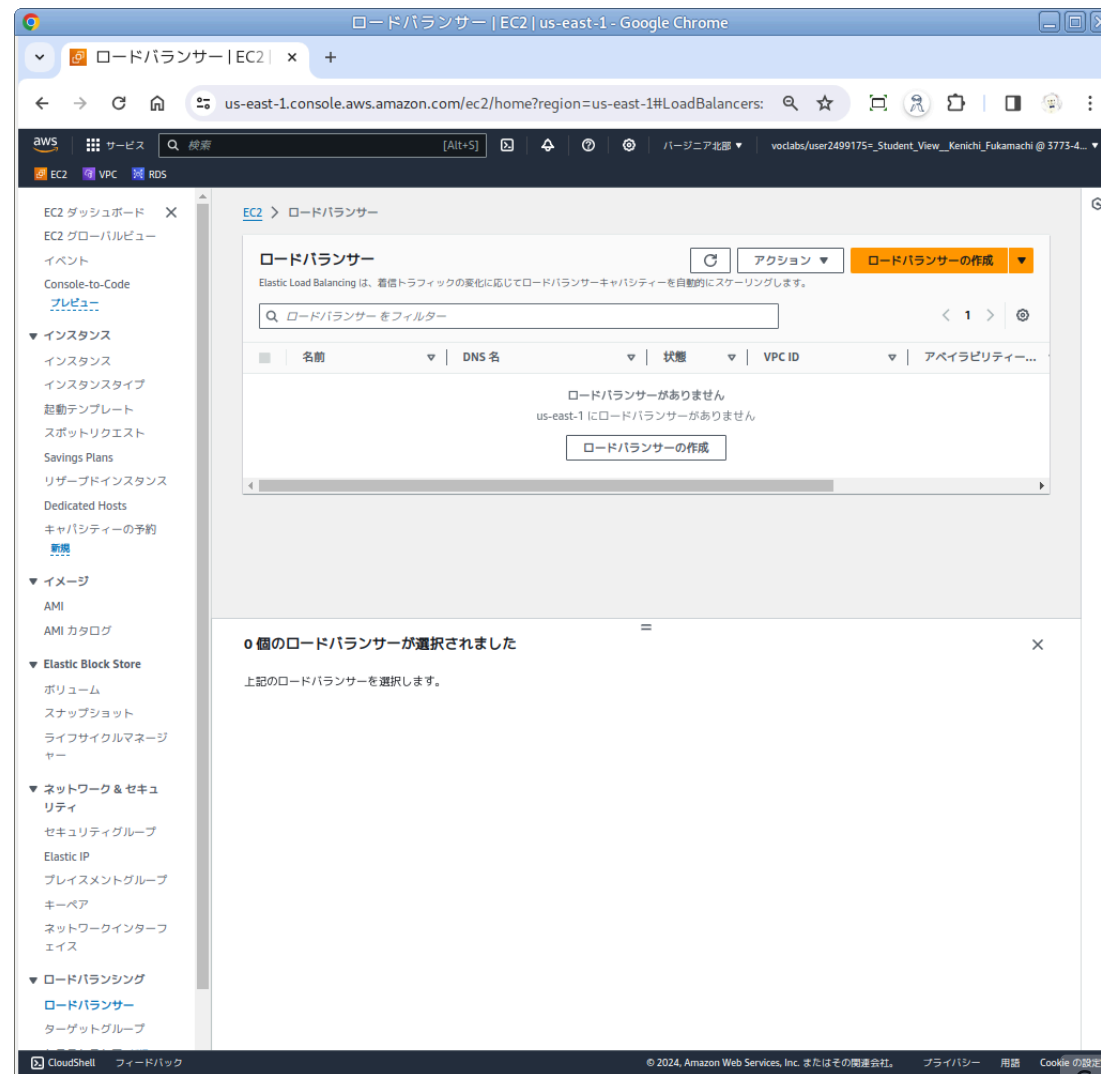 ロードバランサー | EC2 | us-east-1 - Google Chrome
ロードバランサー | EC2 |
us-east-1.console.aws.amazon.com/ec2/home?region=us-east-1#LoadBalancers:
aws サービス 検索 [Alt+S] バージニア北部 ▼ voclabs/user2499175=_Student_View__Kenichi_Fukamachi @ 3773-4... ▼
EC2 VPC RDS
EC2 ダッシュボード
EC2 グローバルビュー
イベント
Console-to-Code
プレビュー
▼ インスタンス
インスタンス
インスタンスタイプ
起動テンプレート
スポットリクエスト
Savings Plans
リザーブドインスタンス
Dedicated Hosts
キャパシティーの予約
新規
▼ イメージ
AMI
AMI カタログ
▼ Elastic Block Store
ボリューム
スナップショット
ライフサイクルマネージ
ャー
▼ ネットワーク & セキュ
リティ
セキュリティグループ
Elastic IP
プレイスメントグループ
キーペア
ネットワークインターフ
ェイス
▼ ロードバランシング
ロードバランサー
ターゲットグループ
EC2 > ロードバランサー
ロードバランサー
アクション ▼
ロードバランサーの作成 ▼
Elastic Load Balancing は、着信トラフィックの変化に応じてロードバランサーキャパシティーを自動的にスケーリングします。
ロードバランサー をフィルター
< 1 >
名前 DNS 名 状態 VPC ID アベイラビリティー...
ロードバランサーがありません
us-east-1 にロードバランサーがありません
ロードバランサーの作成
0 個のロードバランサーが選択されました
上記のロードバランサーを選択します。
CloudShell フィードバック © 2024, Amazon Web Services, Inc. またはその関連会社。 プライバシー 用語 Cookie の設定